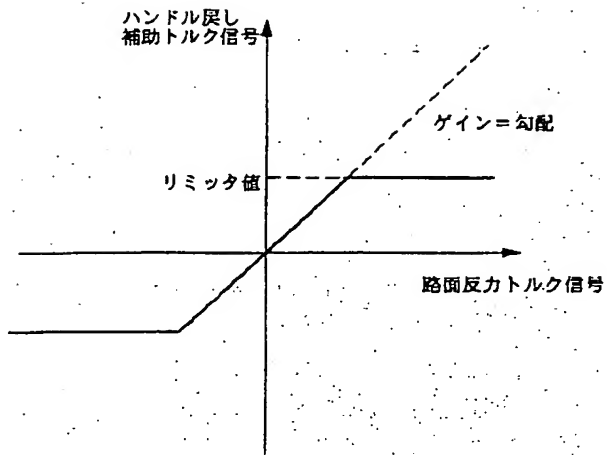 ハンドル戻し
補助トルク信号
ゲイン=勾配
リミッタ値
路面反力トルク信号